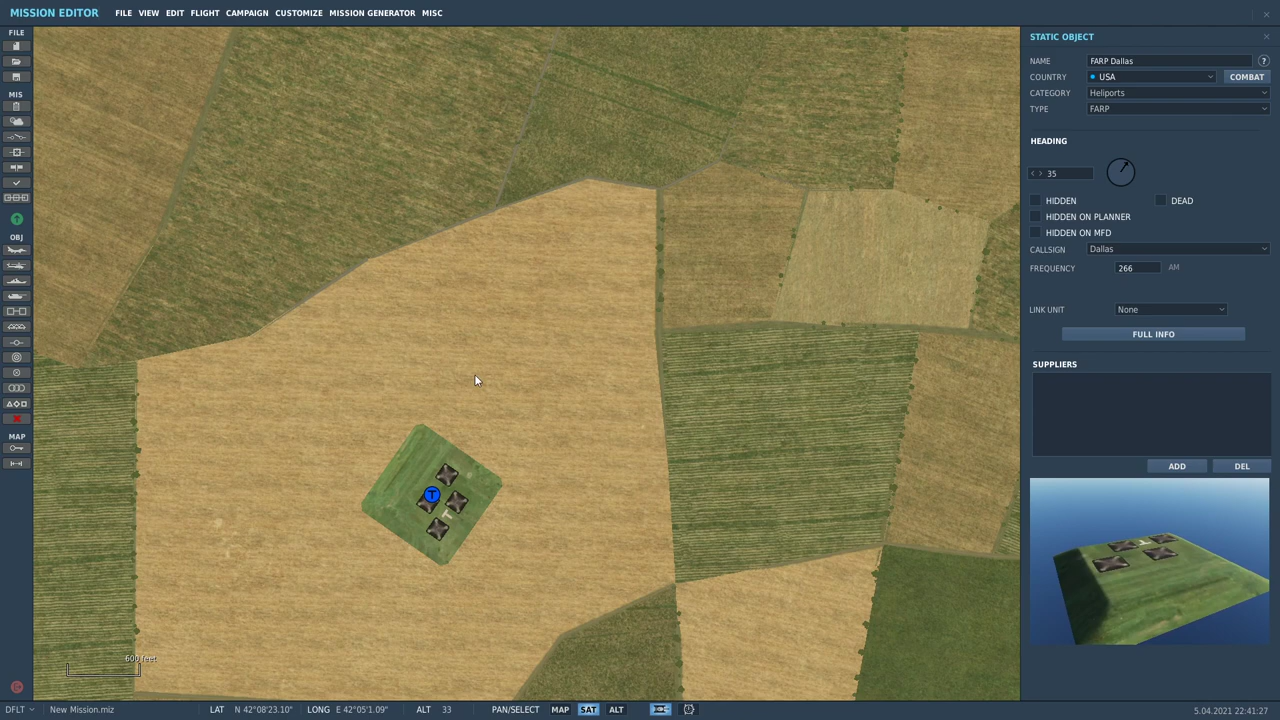 MISSION EDITOR FILE VIEW EDIT FLIGHT CAMPAIGN CUSTOMIZE MISSION GENERATOR MISC
FILE
MIS
OBJ
MAP
600 feet
T
STATIC OBJECT
NAME FARP Dallas ?
COUNTRY USA COMBAT
CATEGORY Heliports
TYPE FARP
HEADING
< > 35
HIDDEN DEAD
HIDDEN ON PLANNER
HIDDEN ON MFD
CALLSIGN Dallas
FREQUENCY 266 AM
LINK UNIT None
FULL INFO
SUPPLIERS
ADD DEL
DFLT New Mission.miz LAT N 42°08'23.10" LONG E 42°05'1.09" ALT 33 PAN/SELECT MAP SAT ALT 5.04.2021 22:41:27